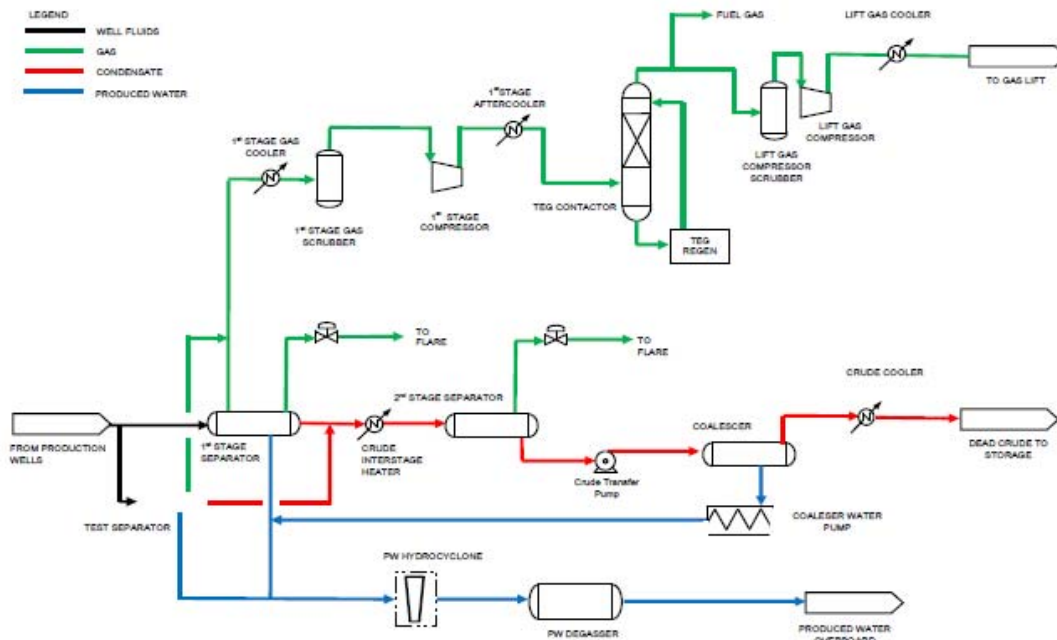 LEGEND
WELL FLUIDS
GAS
CONDENSATE
PRODUCED WATER
FUEL GAS
LIFT GAS COOLER
TO GAS LIFT
LIFT GAS
COMPRESSOR
LIFT GAS
COMPRESSOR
SCRUBBER
1st STAGE
AFTERCOOLER
1st STAGE GAS
COOLER
1st STAGE GAS
SCRUBBER
1st STAGE
COMPRESSOR
TEG CONTACTOR
TEG
REGEN
TO
FLARE
TO
FLARE
2nd STAGE SEPARATOR
CRUDE COOLER
COALESCER
FROM PRODUCTION
WELLS
1st STAGE
SEPARATOR
CRUDE
INTERSTAGE
HEATER
Crude Transfer
Pump
DEAD CRUDE TO
STORAGE
TEST SEPARATOR
COALESER WATER
PUMP
PW HYDROCYCLONE
PW DEGASSER
PRODUCED WATER
OVERBOARD